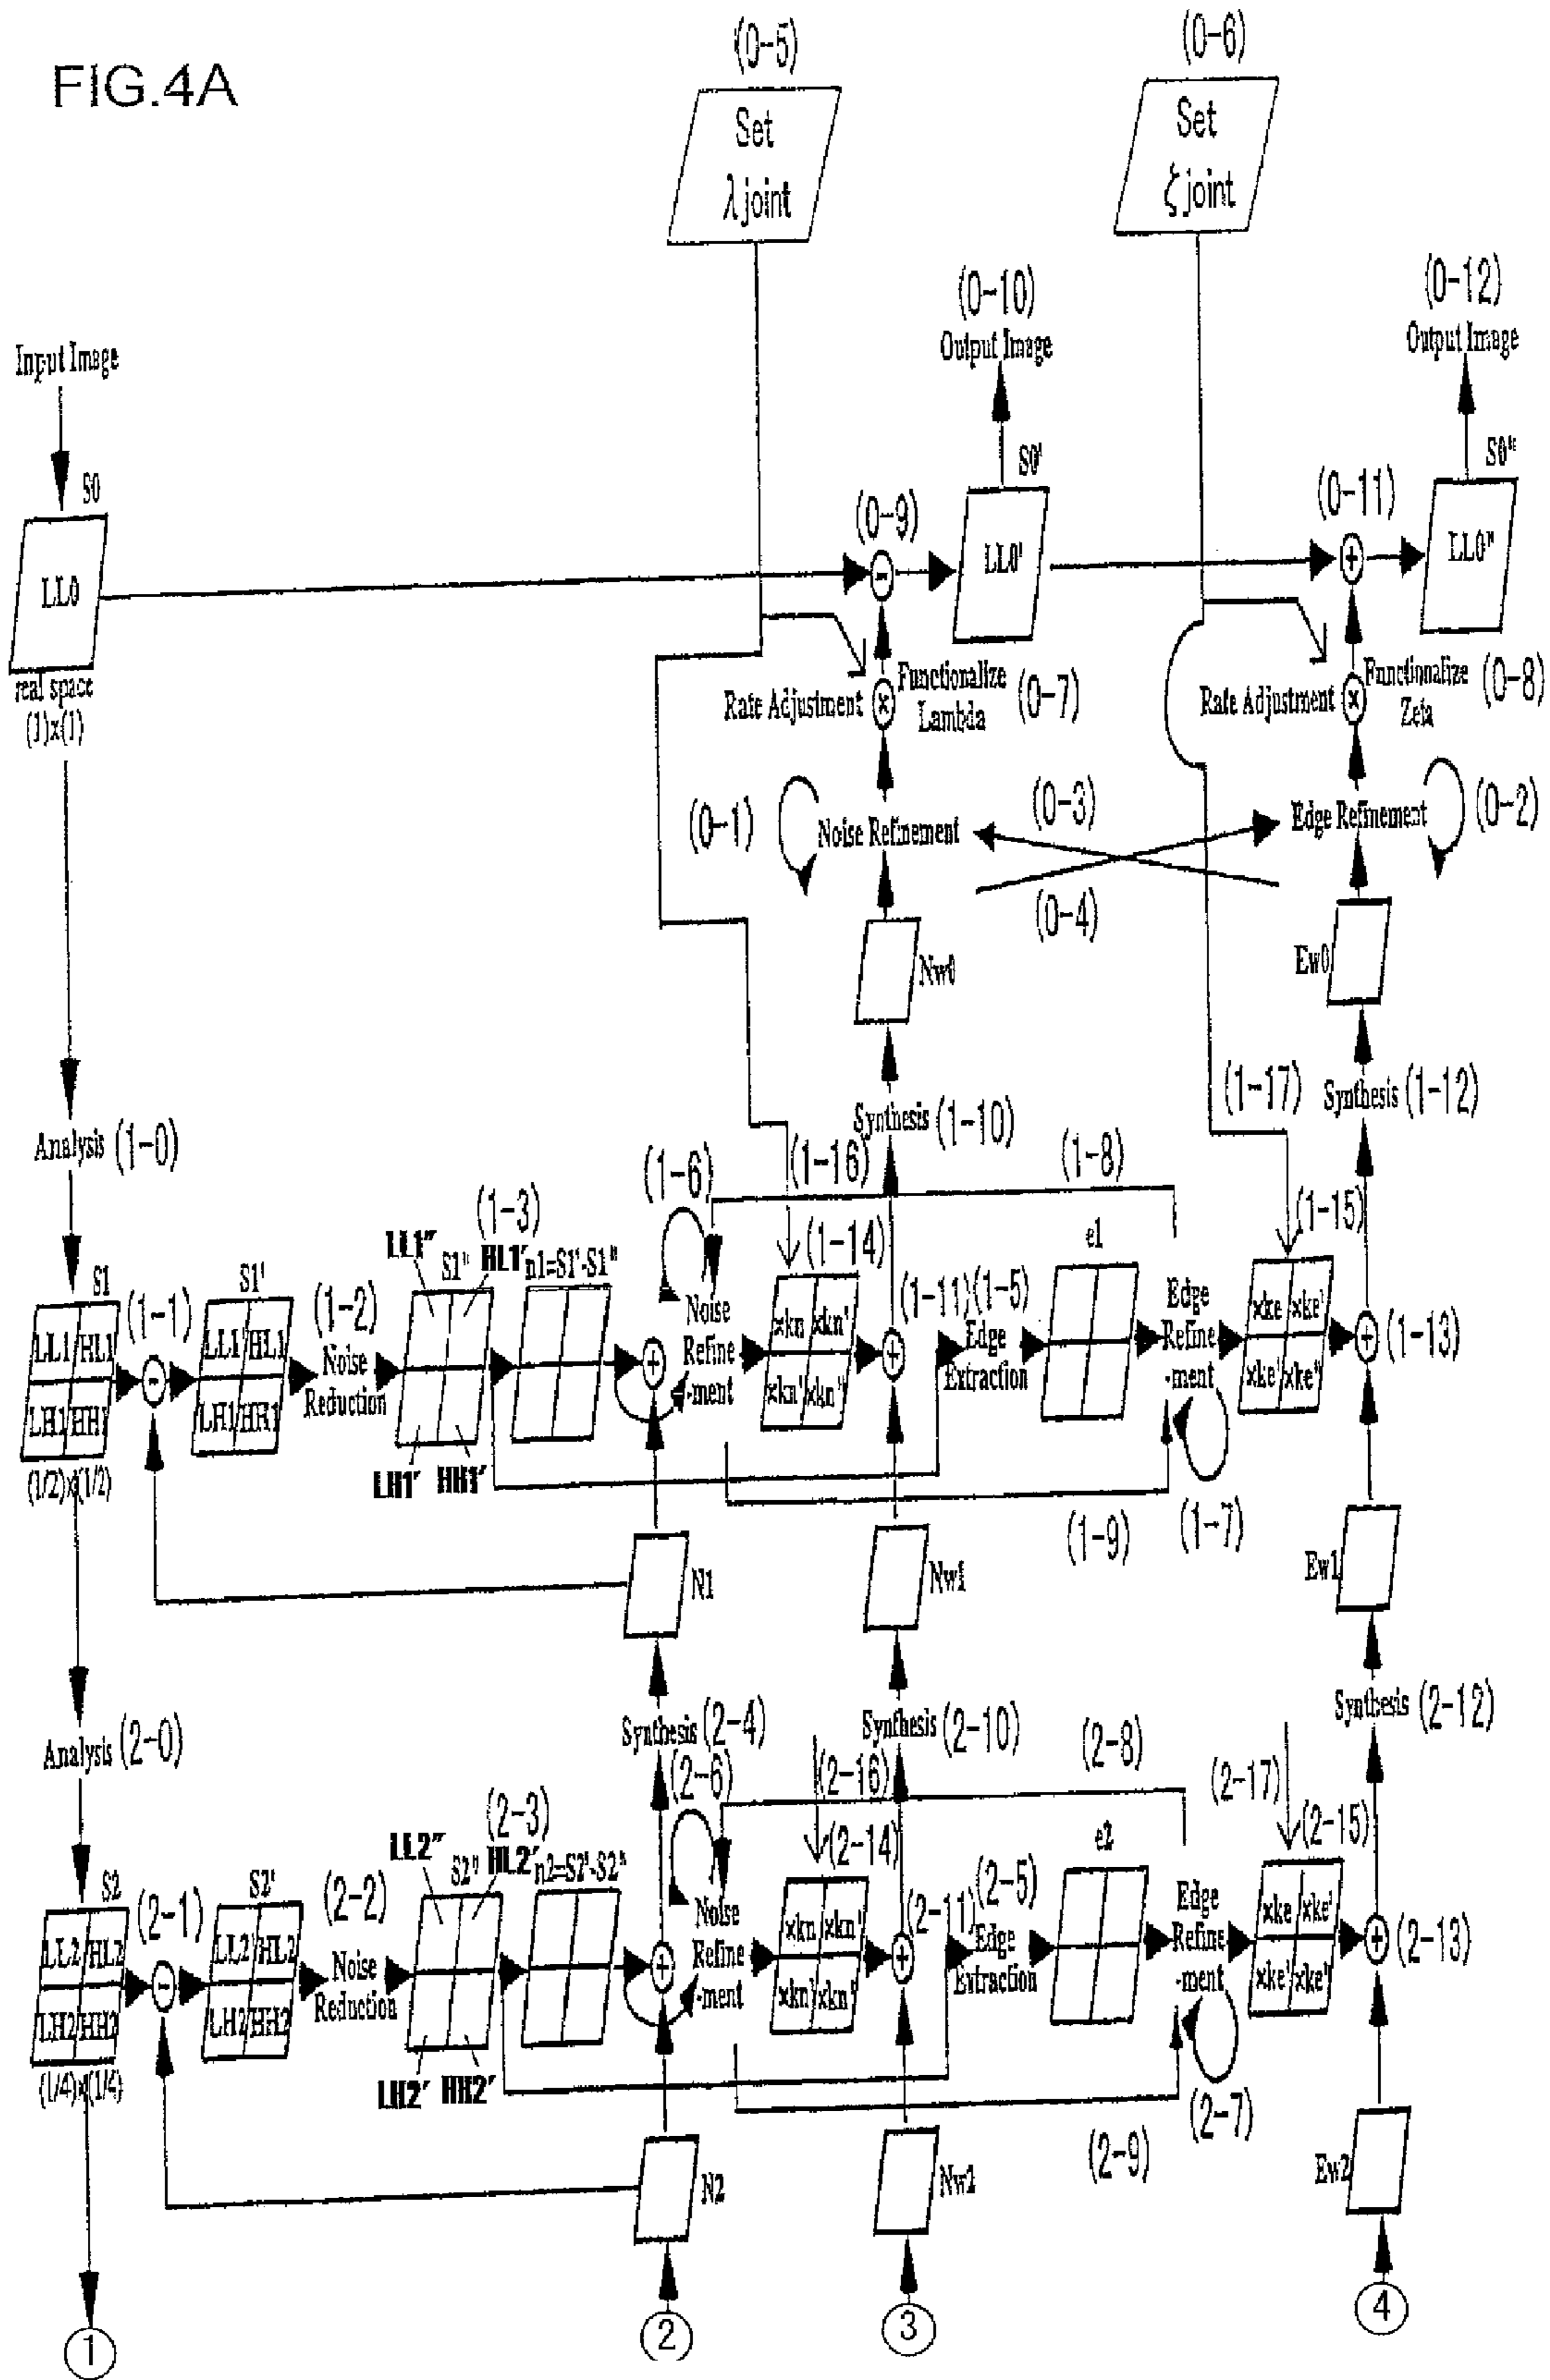 FIG.4A
(0-5)
Set
λ joint
(0-6)
Set
ζ joint
(0-10)
Output Image
(0-12)
Output Image
Input Image
S0
LL0
real space
(1)x(1)
(0-9)
-
S0'
LL0'
(0-11)
+
S0"
LL0"
Rate Adjustment
×
Functionalize
Lambda
(0-7)
Rate Adjustment
×
Functionalize
Zeta
(0-8)
(0-1)
Noise Refinement
(0-3)
(0-4)
Edge Refinement
(0-2)
Nw0
Ew0
Analysis (1-0)
Synthesis (1-10)
(1-17)
Synthesis (1-12)
(1-6)
(1-16)
(1-8)
S1
LL1 HL1
LH1 HH1
(1/2)x(1/2)
(1-1)
-
S1'
LL1 HL1
LH1 HH1
(1-2)
Noise
Reduction
LL1"
S1"
(1-3)
HL1'
LH1'
HH1'
n1=S1'-S1"
+
Noise
Refine
-ment
(1-14)
×kn ×kn'
×kn' ×kn"
+
(1-11)
(1-5)
Edge
Extraction
e1
Edge
Refine
-ment
(1-15)
×ke ×ke'
×ke' ×ke"
+
(1-13)
(1-9)
(1-7)
N1
Nw1
Ew1
Analysis (2-0)
Synthesis (2-4)
Synthesis (2-10)
Synthesis (2-12)
(2-6)
(2-16)
(2-8)
(2-17)
S2
LL2 HL2
LH2 HH2
(1/4)x(1/4)
(2-1)
-
S2'
LL2 HL2
LH2 HH2
(2-2)
Noise
Reduction
LL2"
S2"
(2-3)
HL2'
LH2'
HH2'
n2=S2'-S2"
+
Noise
Refine
-ment
(2-14)
×kn ×kn'
×kn' ×kn"
+
(2-11)
(2-5)
Edge
Extraction
e2
Edge
Refine
-ment
(2-15)
×ke ×ke'
×ke' ×ke"
+
(2-13)
(2-9)
(2-7)
N2
Nw2
Ew2
1
2
3
4